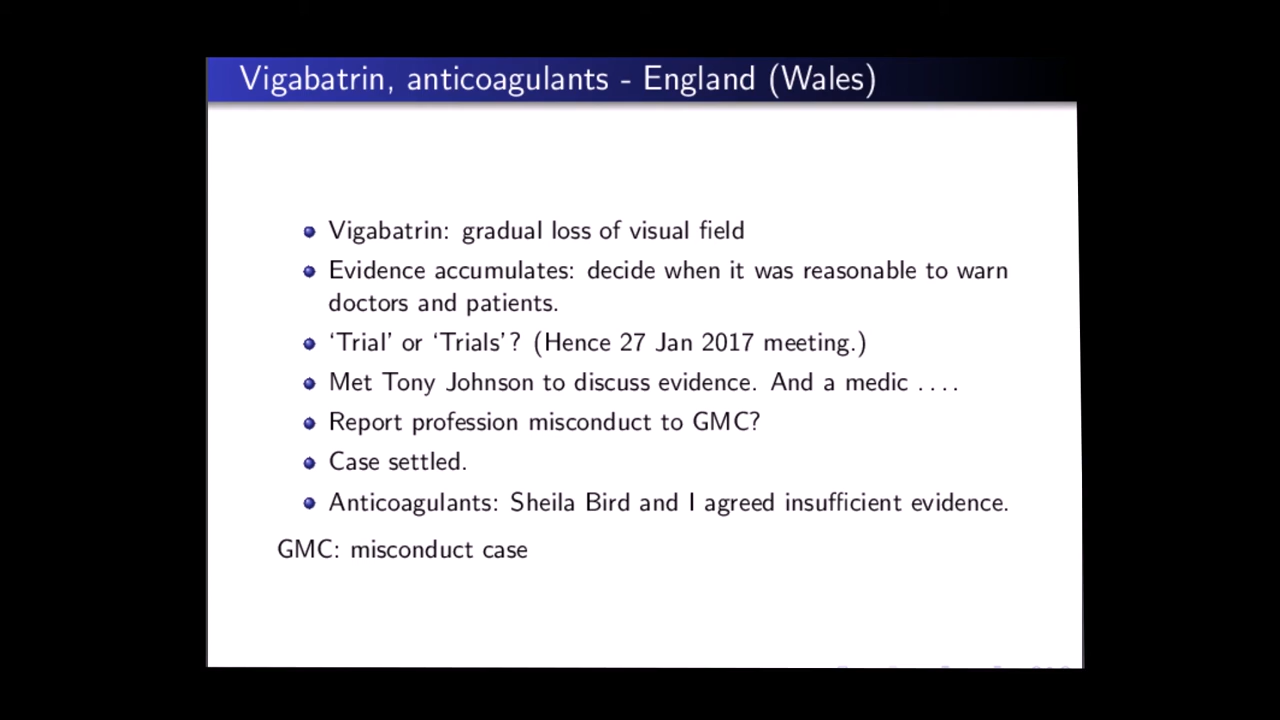 Vigabatrin, anticoagulants - England (Wales)
Vigabatrin: gradual loss of visual field
Evidence accumulates: decide when it was reasonable to warn
doctors and patients.
‘Trial’ or ‘Trials’? (Hence 27 Jan 2017 meeting.)
Met Tony Johnson to discuss evidence. And a medic . . . .
Report profession misconduct to GMC?
Case settled.
Anticoagulants: Sheila Bird and I agreed insufficient evidence.
GMC: misconduct case